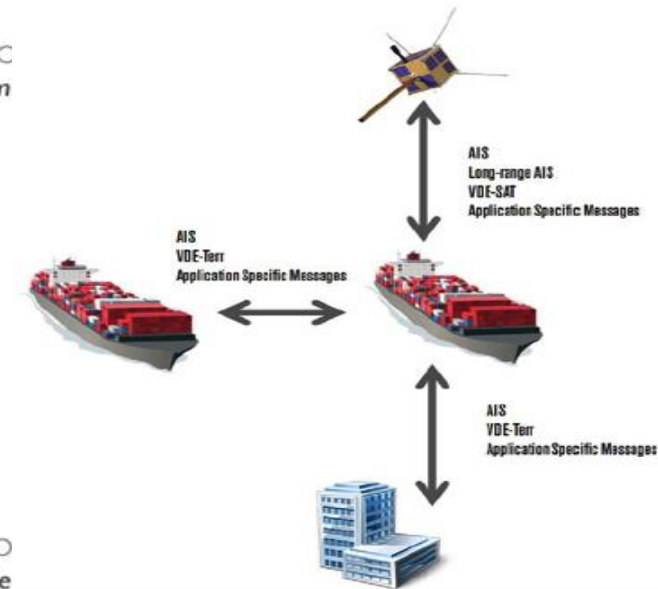 AIS
Long-range AIS
VDE-SAT
Application Specific Messages
AIS
VDE-Terr
Application Specific Messages
AIS
VDE-Terr
Application Specific Messages